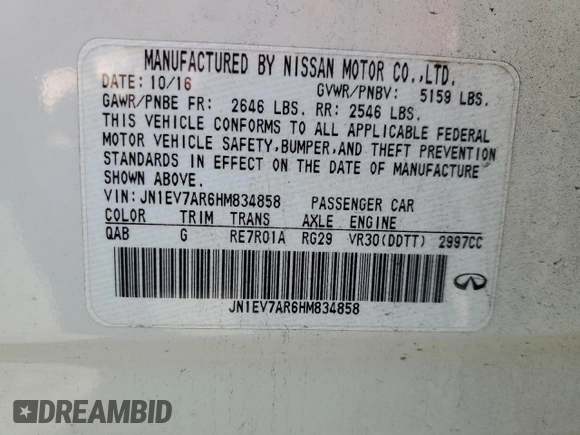 MANUFACTURED BY NISSAN MOTOR CO.,LTD.
DATE: 10/16 GVWR/PNBV: 5159 LBS.
GAWR/PNBE FR: 2646 LBS. RR: 2546 LBS.
THIS VEHICLE CONFORMS TO ALL APPLICABLE FEDERAL
MOTOR VEHICLE SAFETY, BUMPER, AND THEFT PREVENTION
STANDARDS IN EFFECT ON THE DATE OF MANUFACTURE
SHOWN ABOVE.
VIN: JN1EV7AR6HM834858 PASSENGER CAR
COLOR TRIM TRANS AXLE ENGINE
QAB G RE7R01A RG29 VR30(DDTT) 2997CC
JN1EV7AR6HM834858
DREAMBID